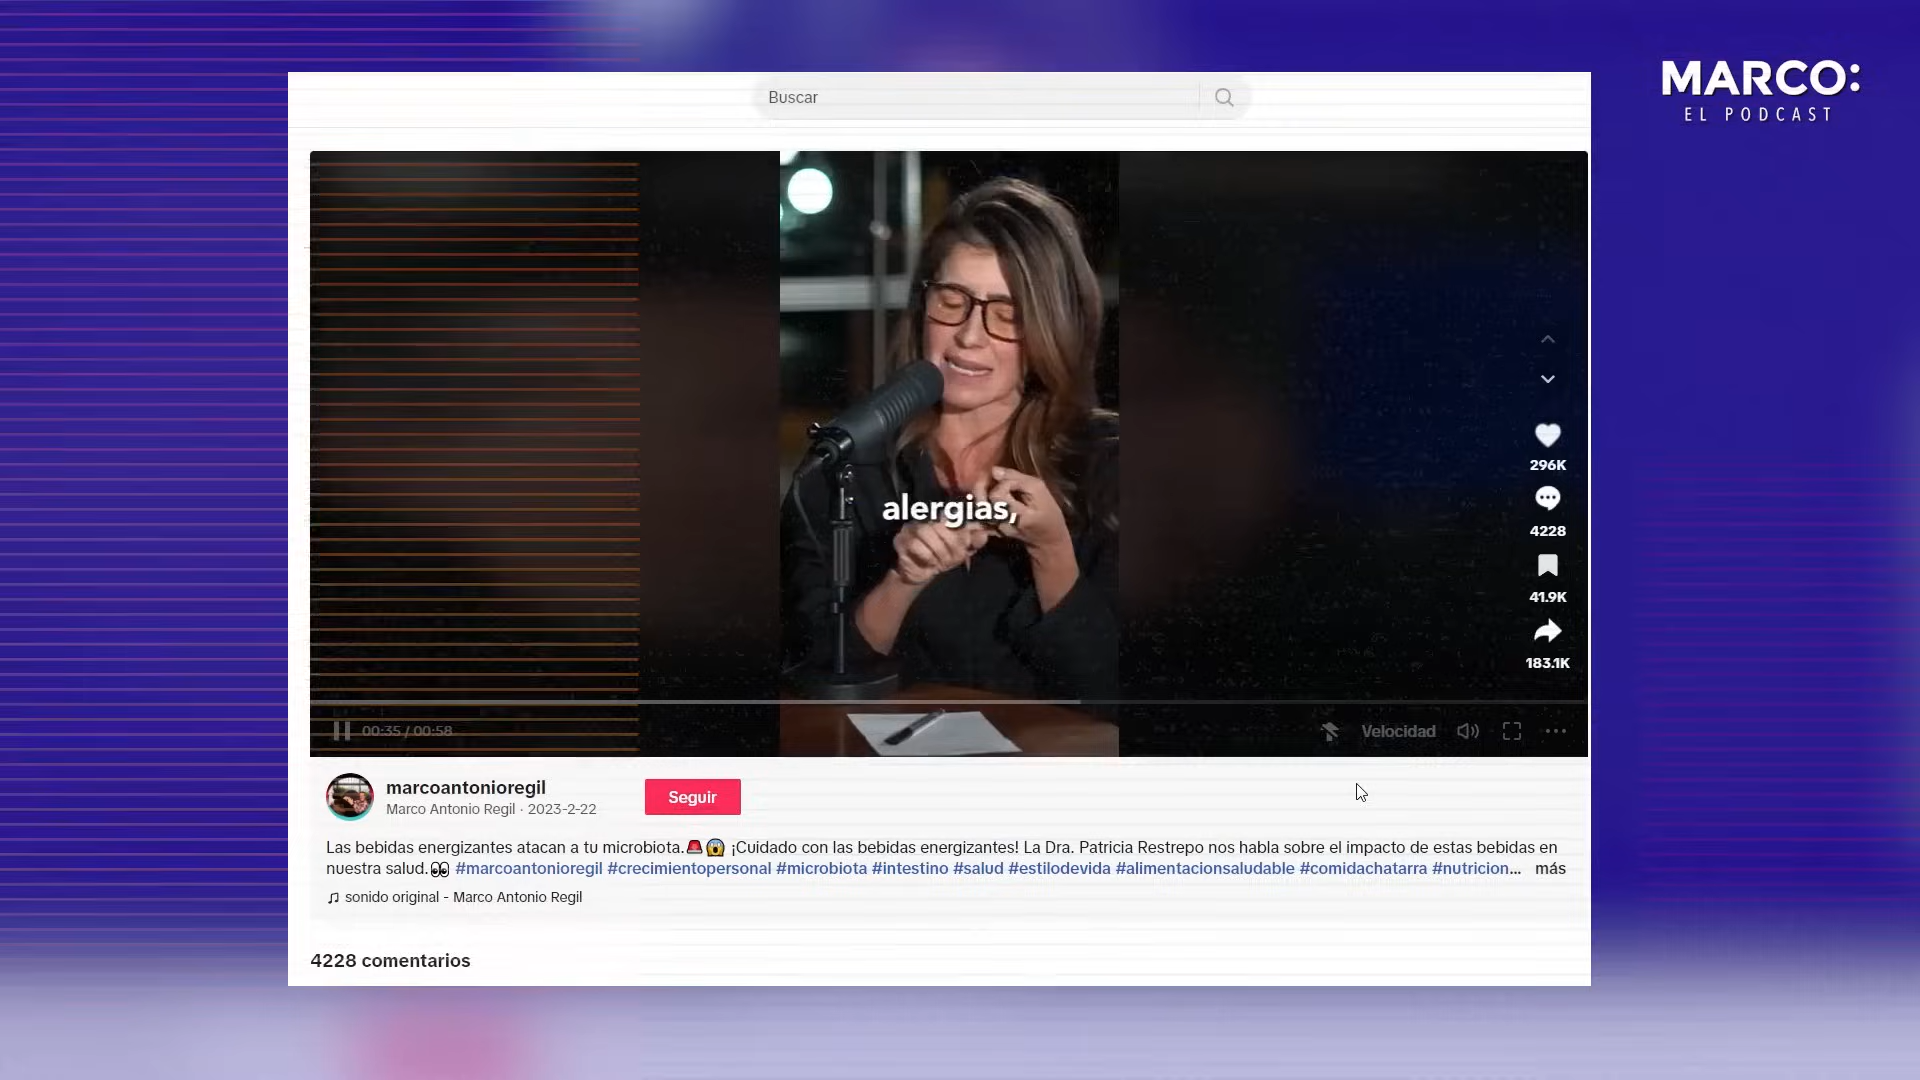 MARCO:
EL PODCAST
Buscar
alergias,
296K
4228
41.9K
183.1K
00:35 / 00:58
Velocidad
marcoantonioregil
Marco Antonio Regil · 2023-2-22
Seguir
Las bebidas energizantes atacan a tu microbiota.🚨😱 ¡Cuidado con las bebidas energizantes! La Dra. Patricia Restrepo nos habla sobre el impacto de estas bebidas en
nuestra salud.👀 #marcoantonioregil #crecimientopersonal #microbiota #intestino #salud #estilodevida #alimentacionsaludable #comidachatarra #nutricion... más
♫ sonido original - Marco Antonio Regil
4228 comentarios